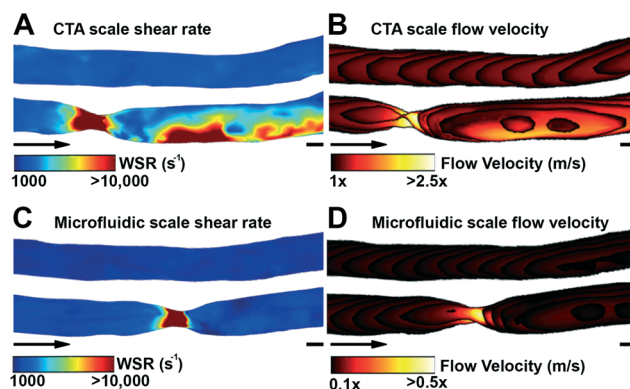 A CTA scale shear rate
B CTA scale flow velocity
WSR (s-1)
1000 >10,000
Flow Velocity (m/s)
1x >2.5x
C Microfluidic scale shear rate
D Microfluidic scale flow velocity
WSR (s-1)
1000 >10,000
Flow Velocity (m/s)
0.1x >0.5x